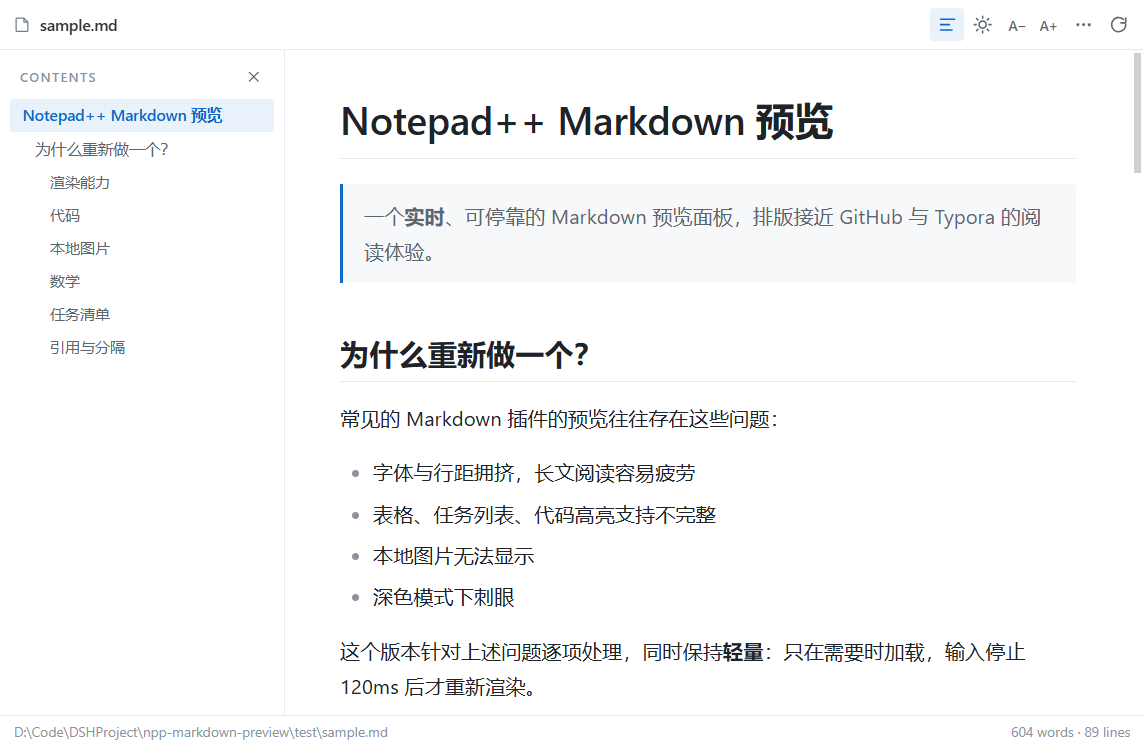 sample.md
A− A+
CONTENTS
Notepad++ Markdown 预览
为什么重新做一个？
渲染能力
代码
本地图片
数学
任务清单
引用与分隔
Notepad++ Markdown 预览
一个实时、可停靠的 Markdown 预览面板，排版接近 GitHub 与 Typora 的阅
读体验。
为什么重新做一个？
常见的 Markdown 插件的预览往往存在这些问题：
字体与行距拥挤，长文阅读容易疲劳
表格、任务列表、代码高亮支持不完整
本地图片无法显示
深色模式下刺眼
这个版本针对上述问题逐项处理，同时保持轻量：只在需要时加载，输入停止
120ms 后才重新渲染。
D:\Code\DSHProject\npp-markdown-preview\test\sample.md
604 words · 89 lines